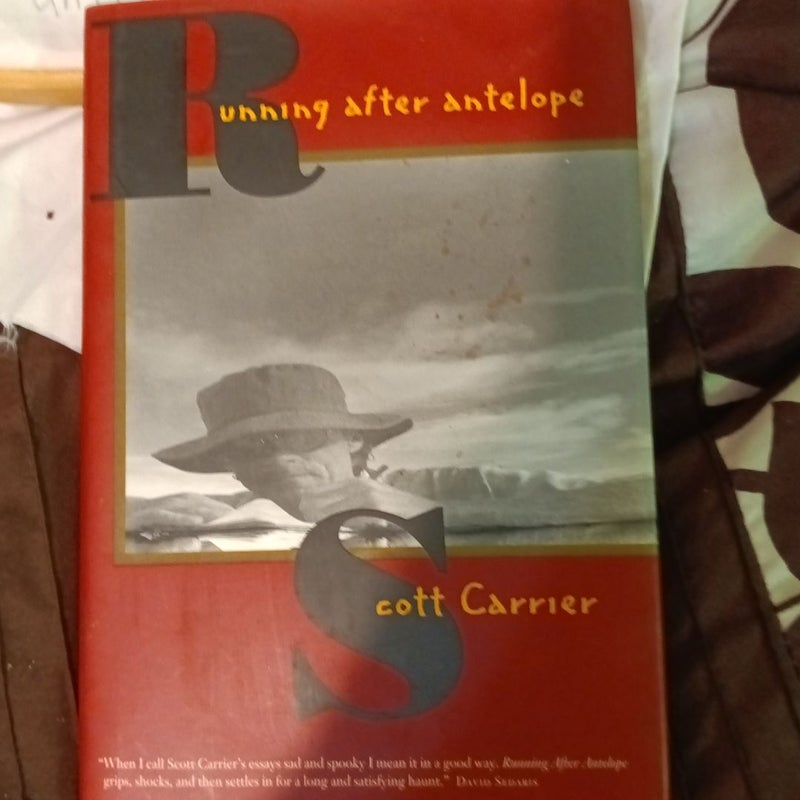 Running after antelope
Scott Carrier
"When I call Scott Carrier's essays sad and spooky I mean it in a good way. Running After Antelope
grips, shocks, and then settles in for a long and satisfying haunt." DAVID SEDARIS